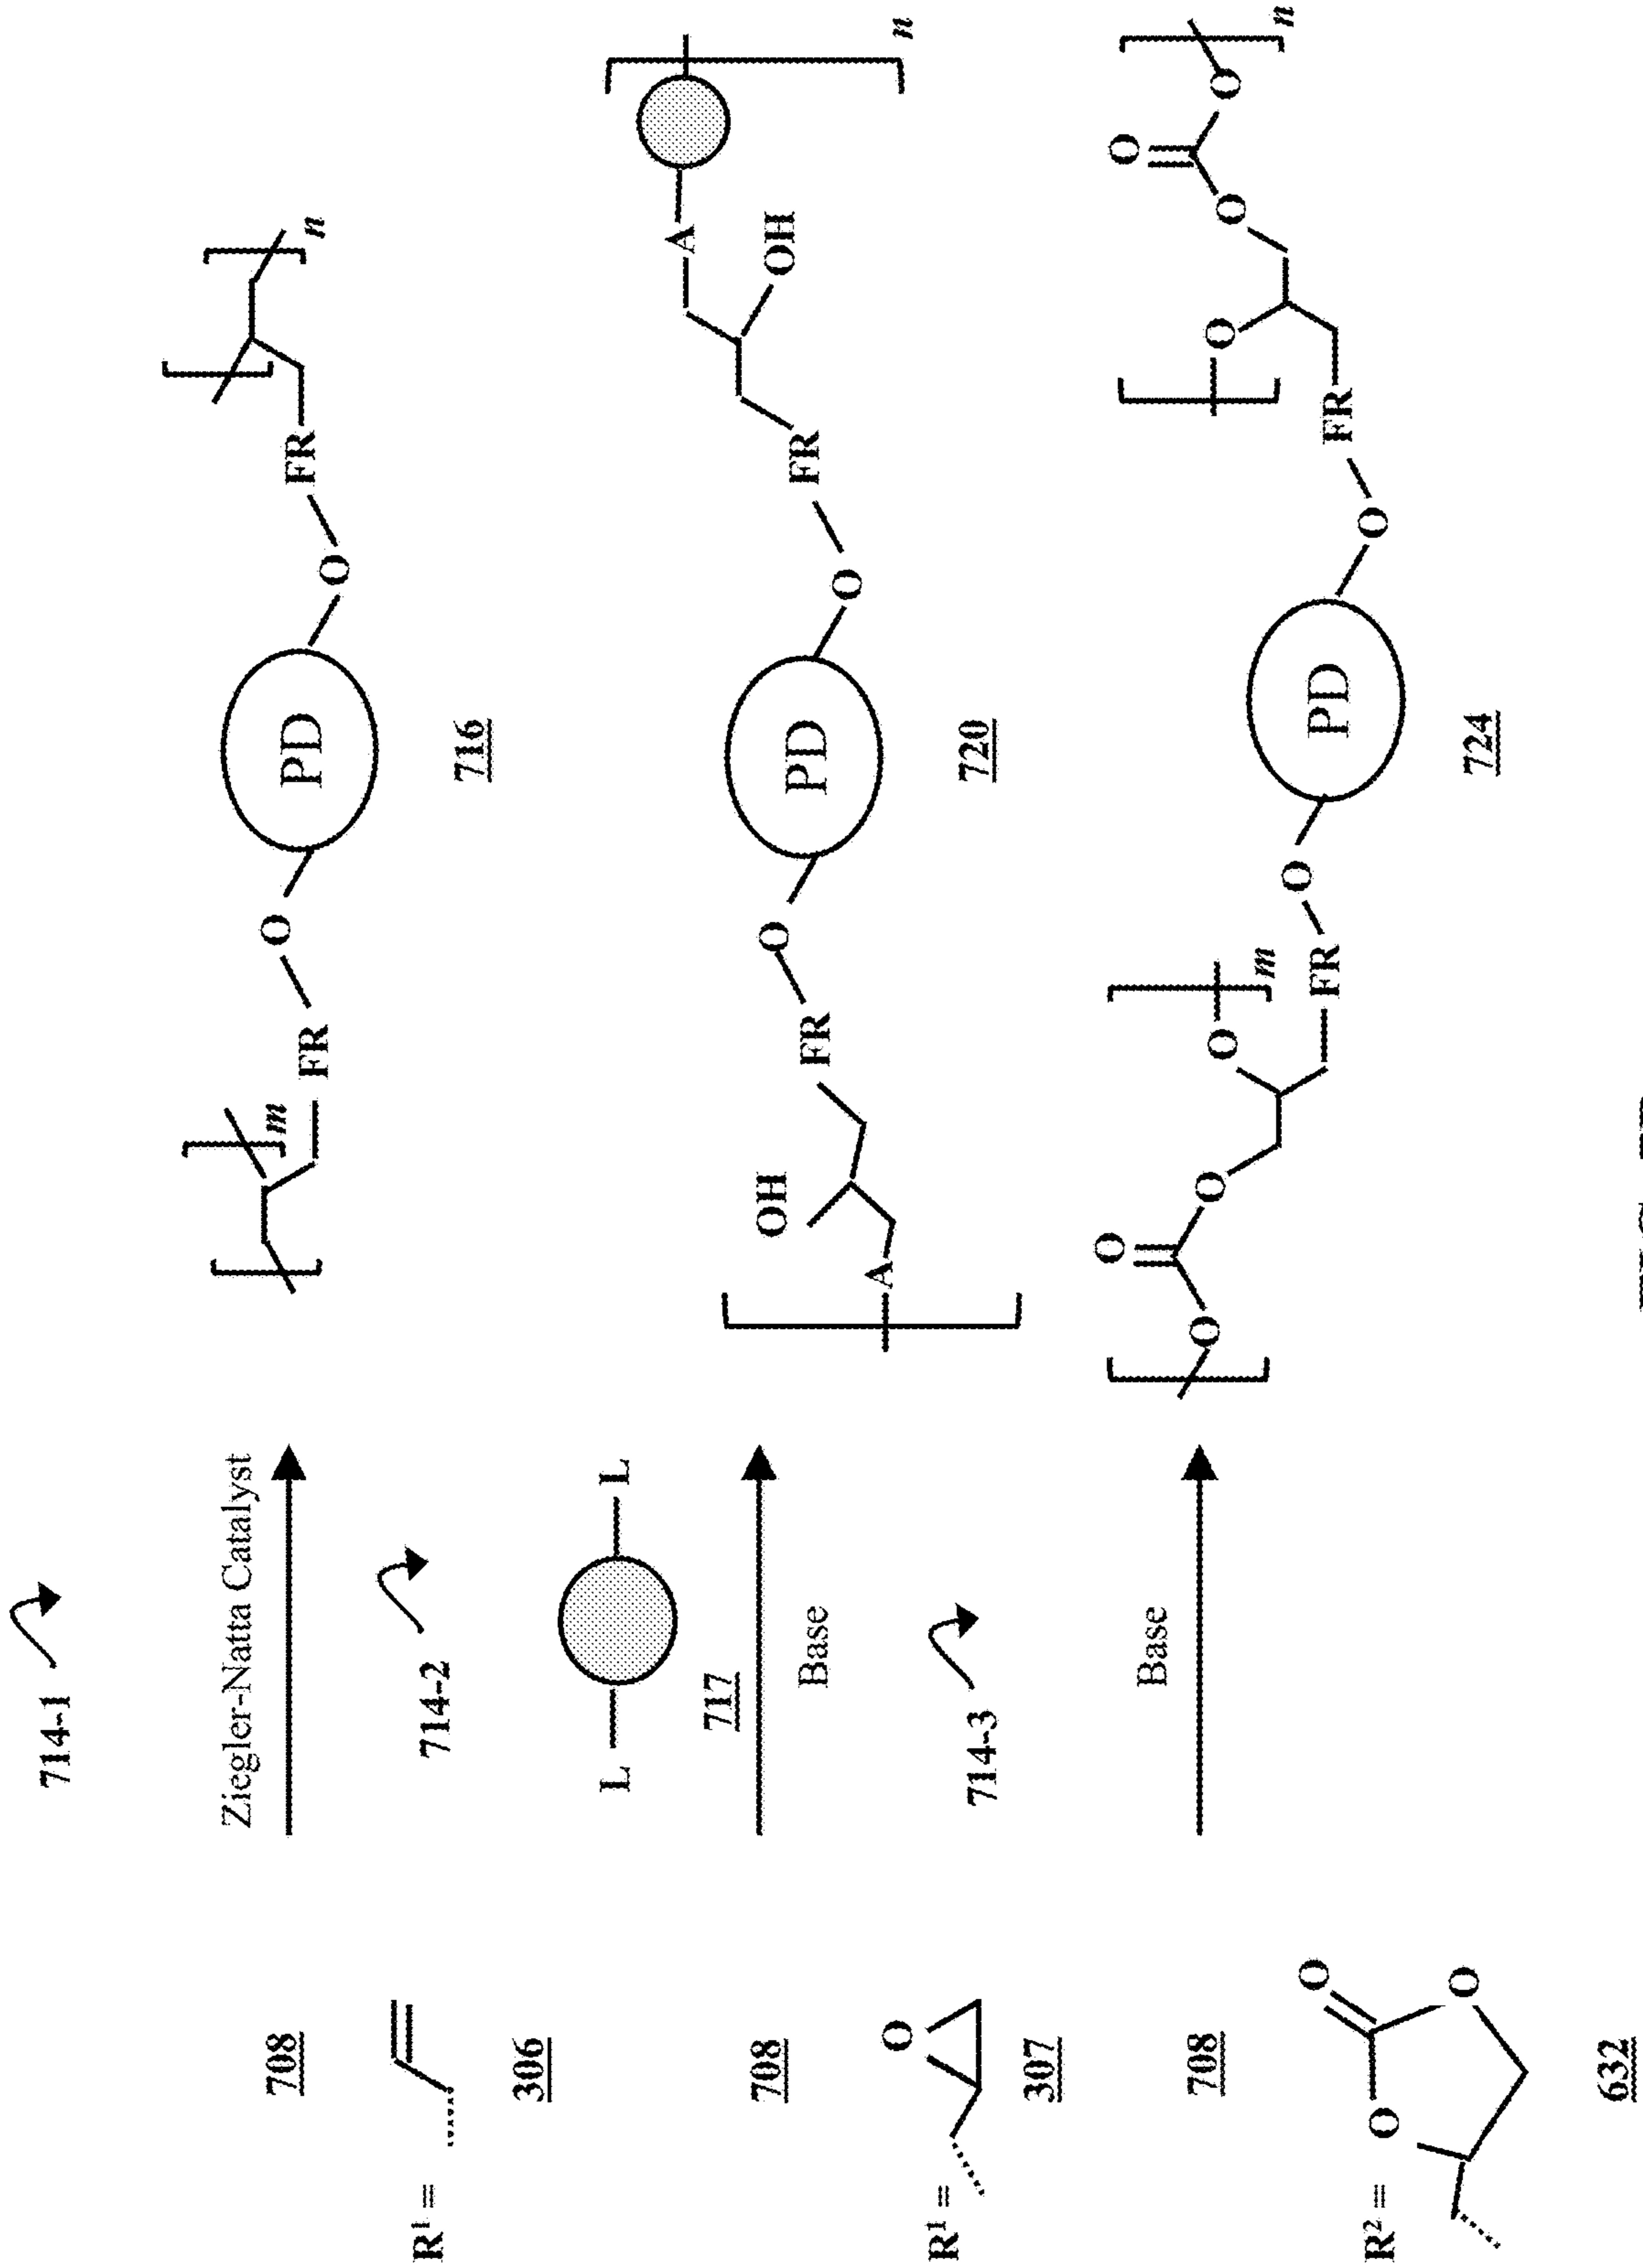 714-1
708 Ziegler-Natta Catalyst
FR O PD O FR
m n
R¹ =
306 714-2 716
L L
717
708 Base
OH FR O PD O FR A
A OH n
R¹ = O
307 714-3 720
708 Base
O O O O O O
O m FR O PD O FR O n
R² = O O O
632 724